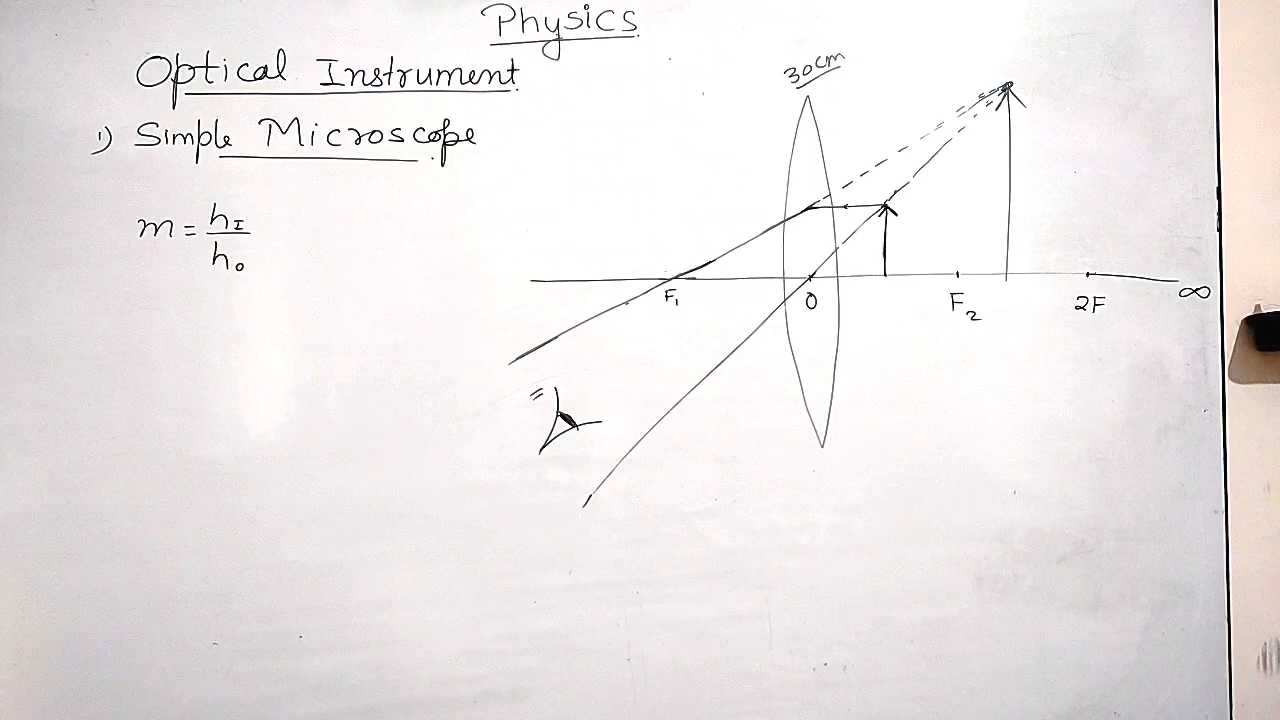 Physics
Optical Instrument
1) Simple Microscope
m = hI/ho
30cm
F1 O F2 2F ∞